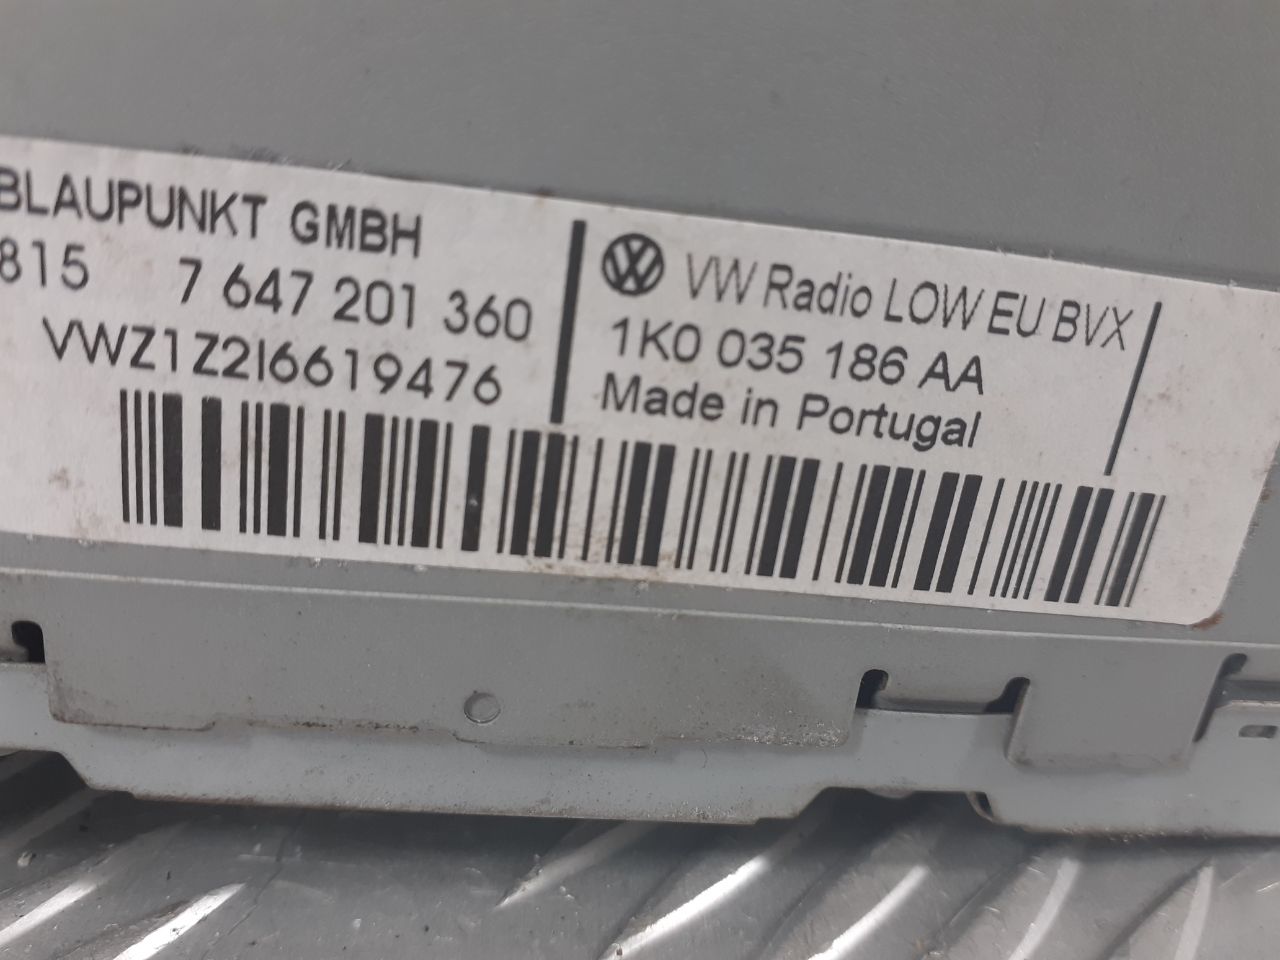 BLAUPUNKT GMBH
815 7 647 201 360
VWZ1Z2I6619476
VW Radio LOW EU BVX
1K0 035 186 AA
Made in Portugal